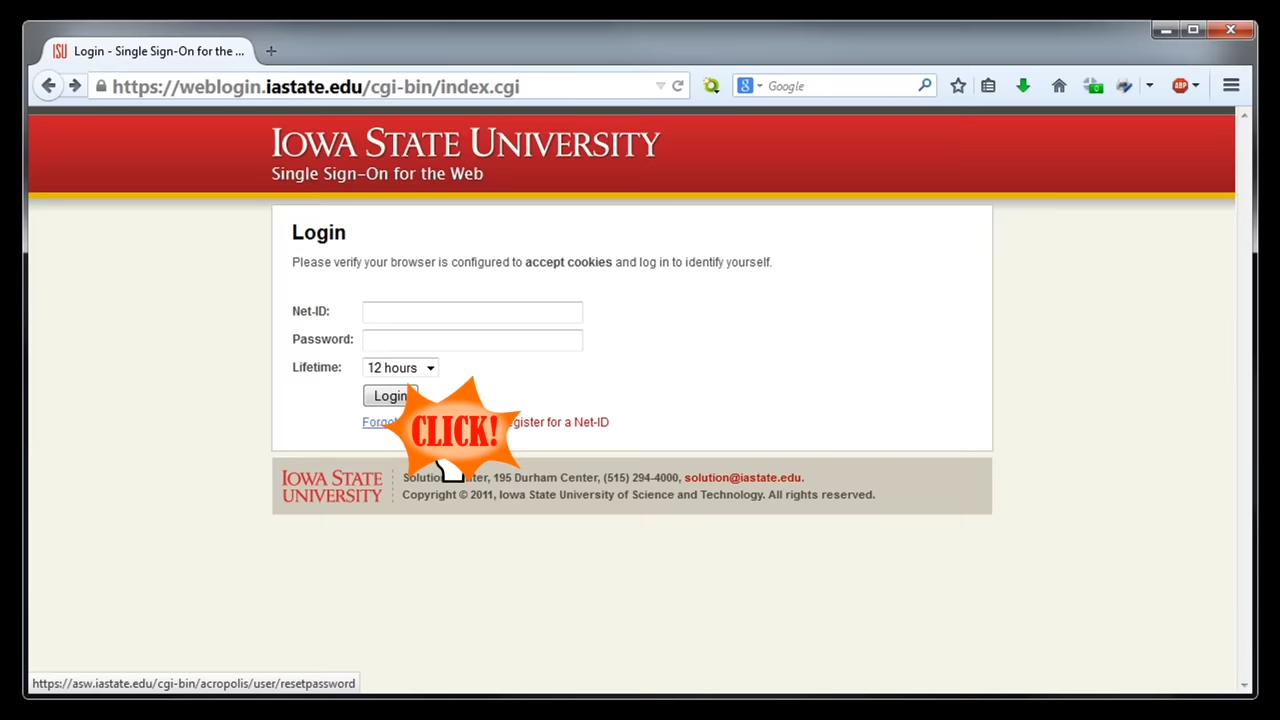 ISU Login - Single Sign-On for the ...
https://weblogin.iastate.edu/cgi-bin/index.cgi
8 Google
ABP
IOWA STATE UNIVERSITY
Single Sign-On for the Web
Login
Please verify your browser is configured to accept cookies and log in to identify yourself.
Net-ID:
Password:
Lifetime: 12 hours
Login
CLICK!
for a Net-ID
IOWA STATE
UNIVERSITY
195 Durham Center, (515) 294-4000, solution@iastate.edu.
Copyright © 2011, Iowa State University of Science and Technology. All rights reserved.
https://asw.iastate.edu/cgi-bin/acropolis/user/resetpassword